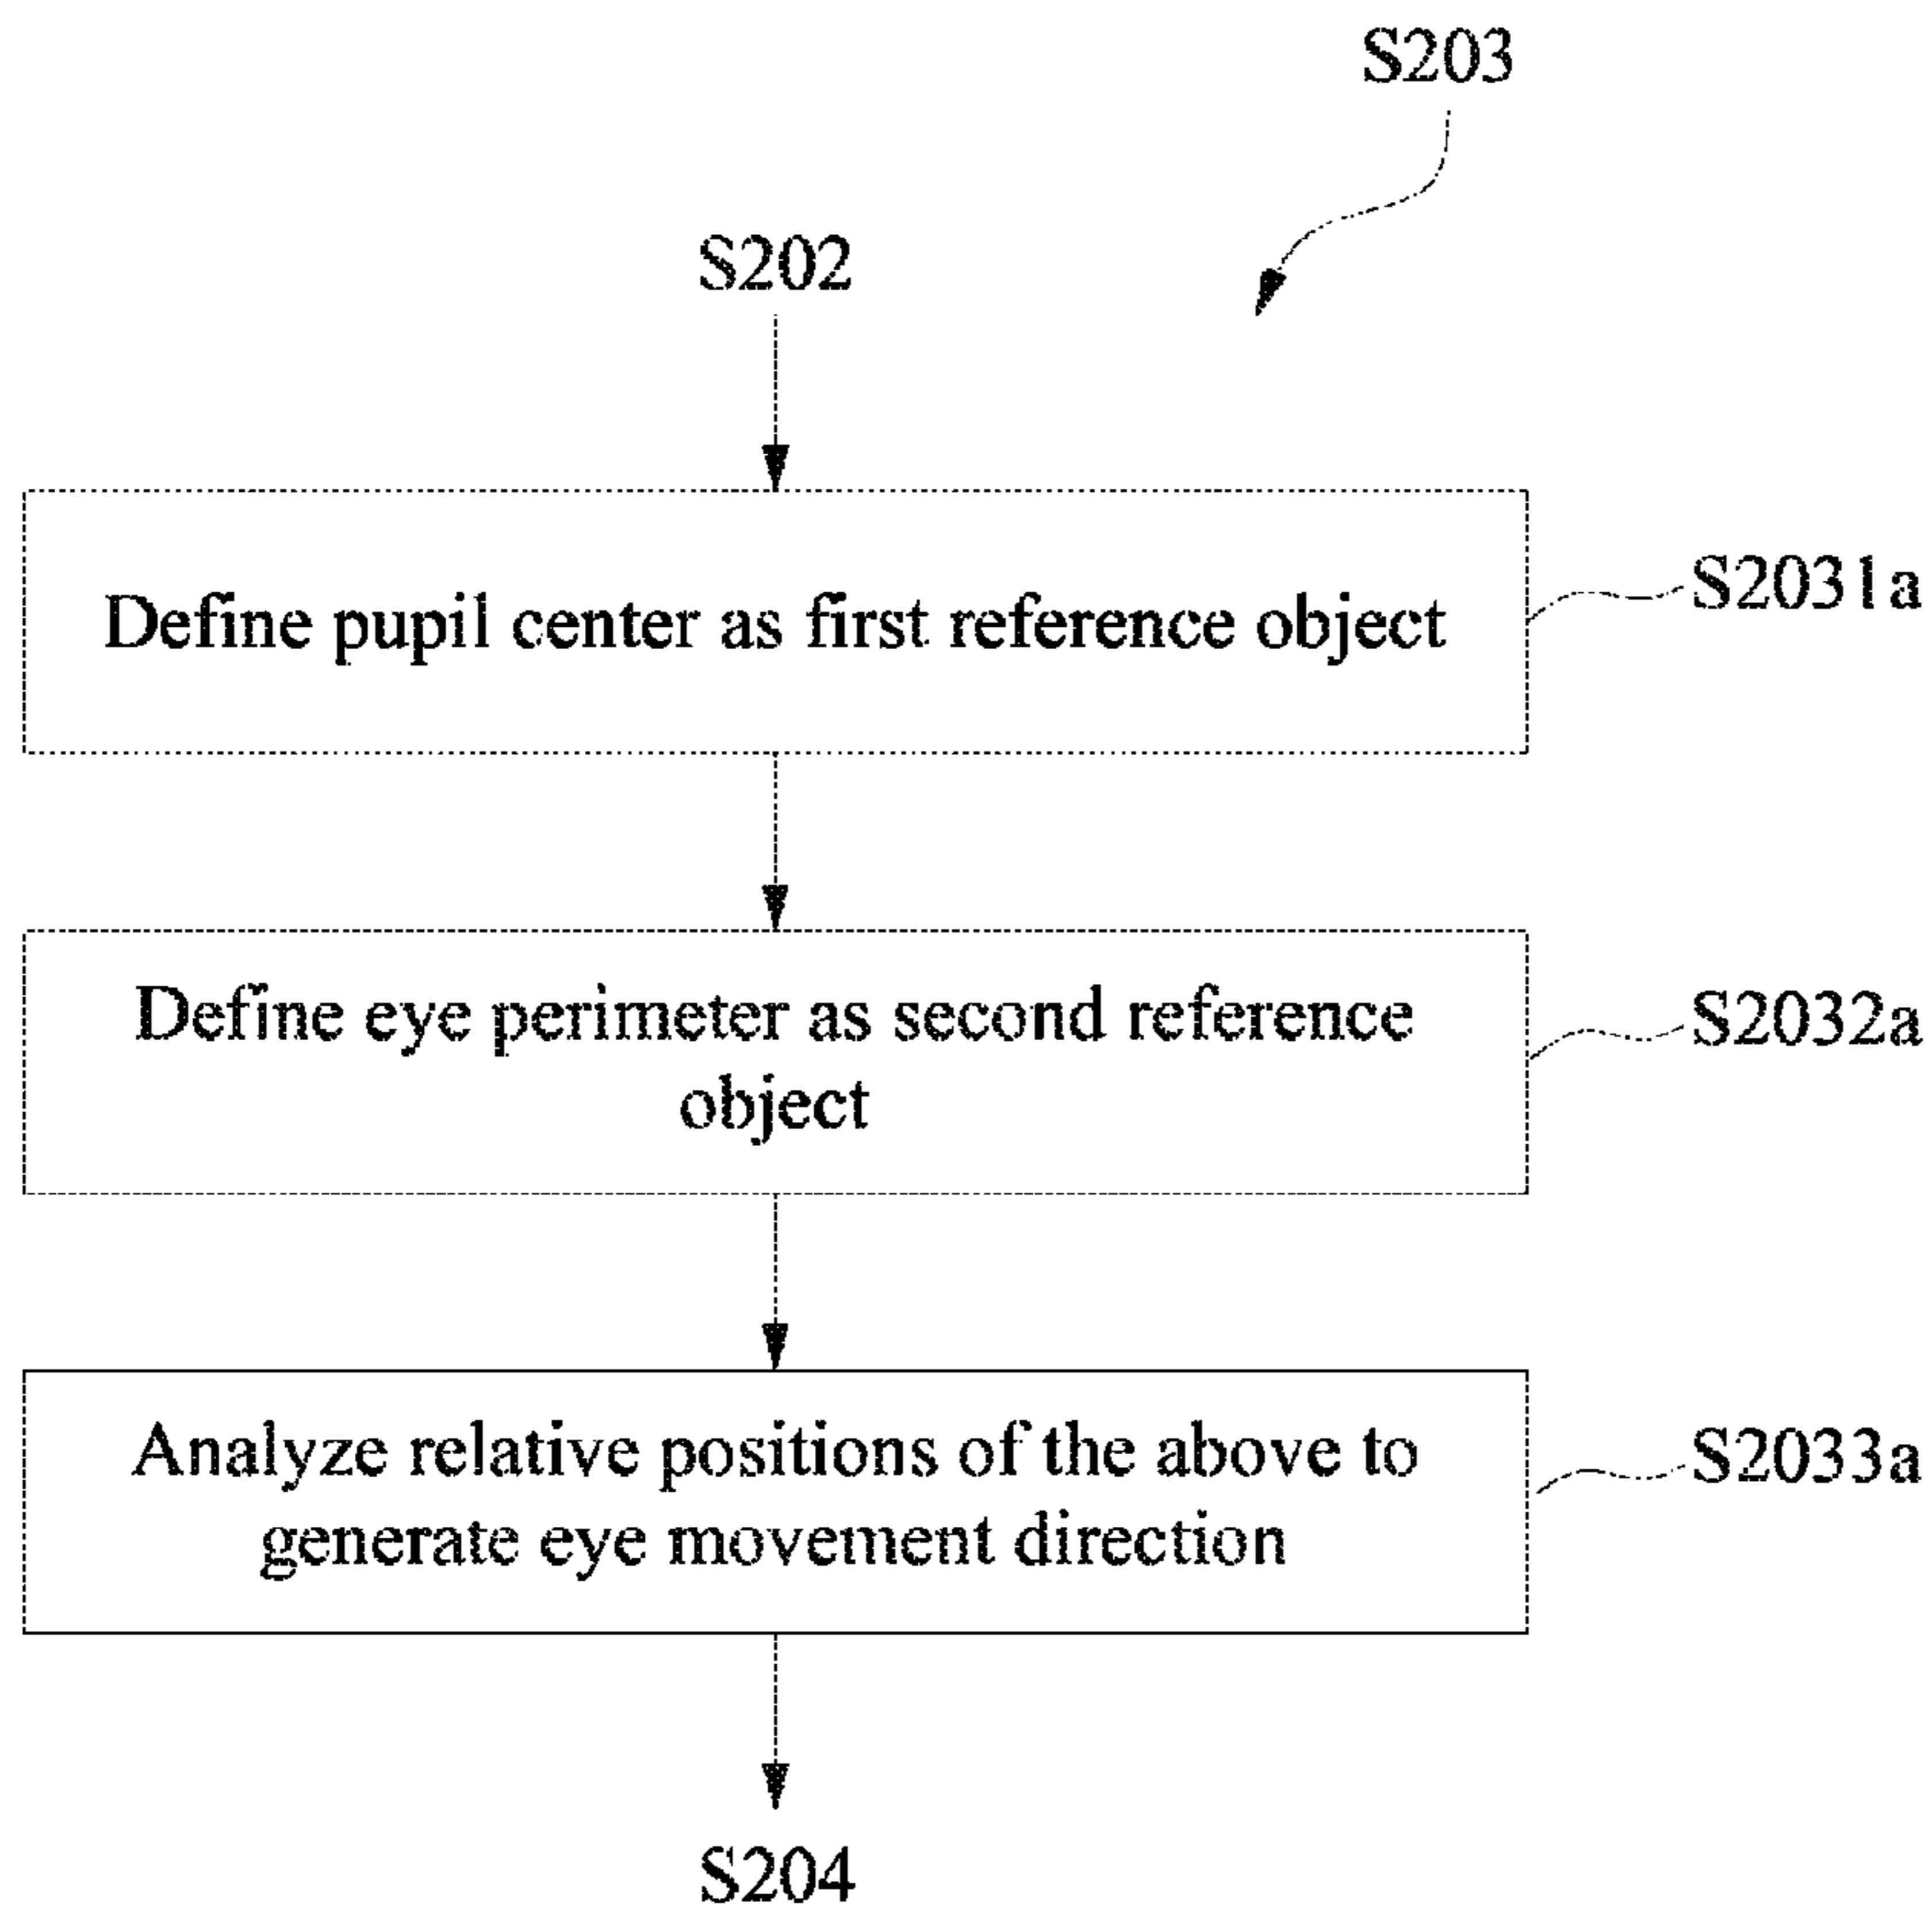 S203
S202
Define pupil center as first reference object
S2031a
Define eye perimeter as second reference
object
S2032a
Analyze relative positions of the above to
generate eye movement direction
S2033a
S204